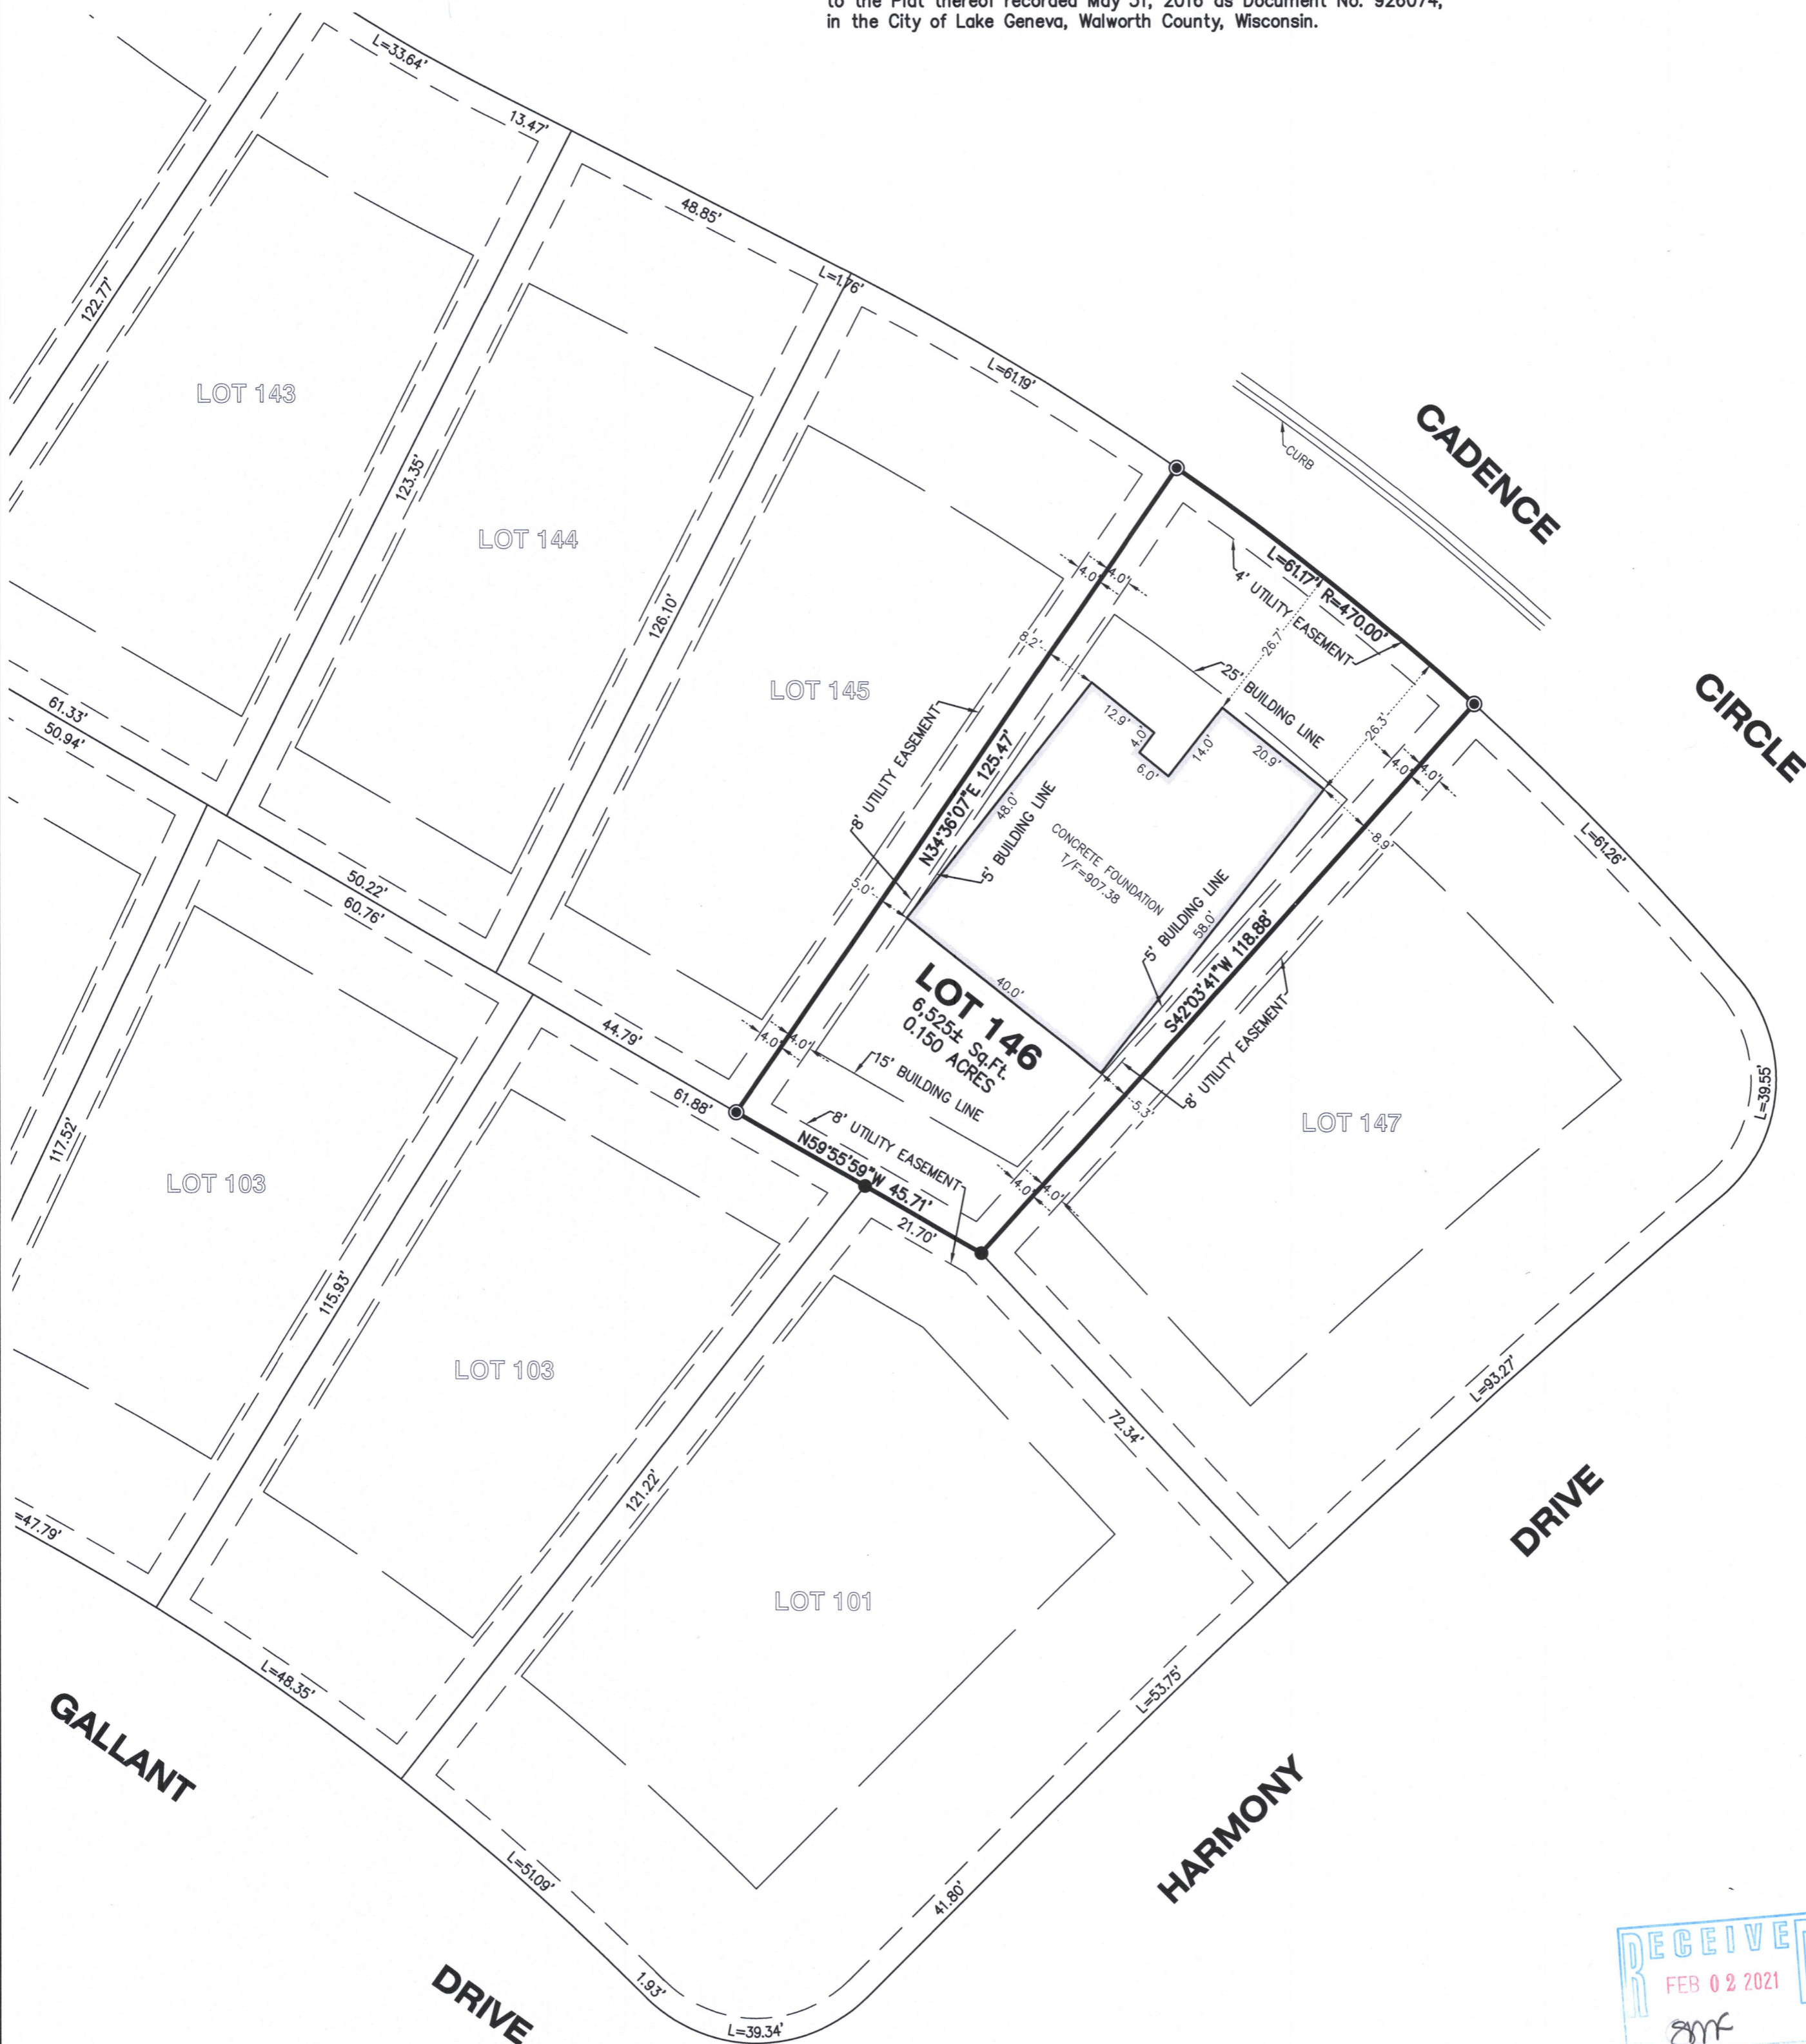 to the Plat thereof recorded May 31, 2016 as Document No. 926074,
in the City of Lake Geneva, Walworth County, Wisconsin.
L=33.64'
13.47'
48.85'
L=1.76'
L=61.19'
122.77'
LOT 143
123.35'
LOT 144
126.10'
LOT 145
CURB
CADENCE
CIRCLE
L=61.17'
R=470.00'
4' UTILITY EASEMENT
4.0'
4.0'
8.2'
26.7'
25' BUILDING LINE
26.3'
4.0'
4.0'
12.9'
4.0'
6.0'
14.0'
20.9'
8.9'
L=61.26'
8' UTILITY EASEMENT
N34°36'07"E 125.47'
48.0'
5' BUILDING LINE
CONCRETE FOUNDATION
T/F=907.38
5' BUILDING LINE
58.0'
S42°03'41"W 118.88'
8' UTILITY EASEMENT
5.0'
40.0'
LOT 146
6,525± Sq.Ft.
0.150 ACRES
15' BUILDING LINE
4.0'
4.0'
5.3'
8' UTILITY EASEMENT
N59°55'59"W 45.71'
4.0'
4.0'
21.70'
61.33'
50.94'
50.22'
60.76'
44.79'
61.88'
LOT 147
L=39.55'
117.52'
LOT 103
115.93'
LOT 103
121.22'
72.34'
L=93.27'
LOT 101
DRIVE
=47.79'
L=48.35'
L=53.75'
GALLANT
HARMONY
L=51.09'
41.80'
DRIVE
1.93'
L=39.34'
RECEIVE
FEB 02 2021